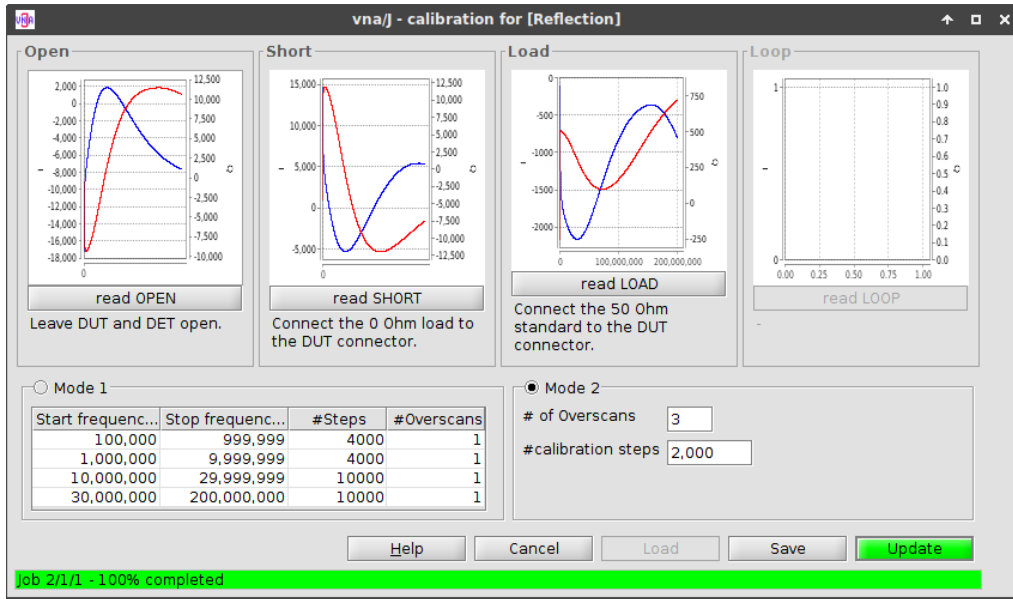 vna/J - calibration for [Reflection]
Open
Short
Load
Loop
2,000
0
-2,000
-4,000
-6,000
-8,000
-10,000
-12,000
-14,000
-16,000
-18,000
12,500
10,000
7,500
5,000
2,500
0
-2,500
-5,000
-7,500
-10,000
0
15,000
10,000
5,000
0
-5,000
12,500
10,000
7,500
5,000
2,500
0
-2,500
-5,000
-7,500
-10,000
-12,500
0
0
-500
-1000
-1500
-2000
750
500
250
0
-250
0 100,000,000 200,000,000
1
0
1.0
0.9
0.8
0.7
0.6
0.5
0.4
0.3
0.2
0.1
0.0
0.00 0.25 0.50 0.75 1.00
read OPEN
read SHORT
read LOAD
read LOOP
Leave DUT and DET open.
Connect the 0 Ohm load to
the DUT connector.
Connect the 50 Ohm
standard to the DUT
connector.
-
Mode 1
Start frequenc... Stop frequenc... #Steps #Overscans
100,000 999,999 4000 1
1,000,000 9,999,999 4000 1
10,000,000 29,999,999 10000 1
30,000,000 200,000,000 10000 1
Mode 2
# of Overscans 3
#calibration steps 2,000
Help Cancel Load Save Update
Job 2/1/1 - 100% completed